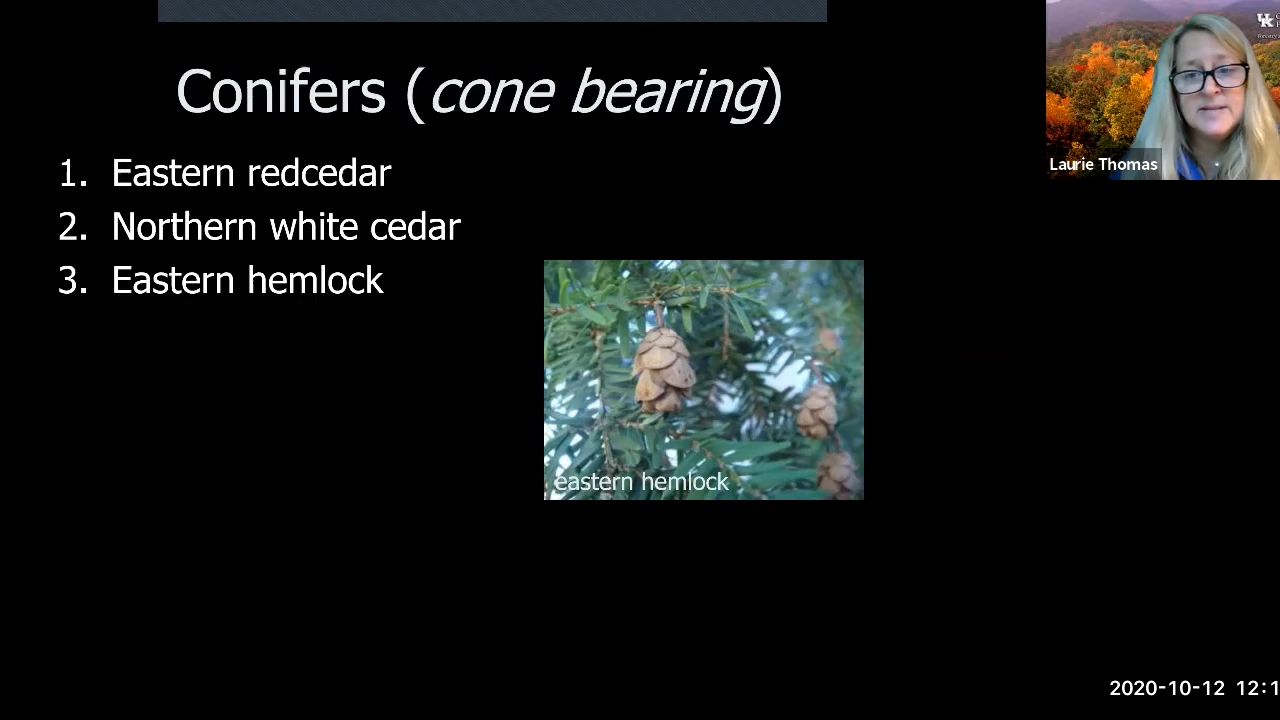 Conifers (cone bearing)
1. Eastern redcedar
2. Northern white cedar
3. Eastern hemlock
eastern hemlock
UK
Laurie Thomas
2020-10-12 12:1